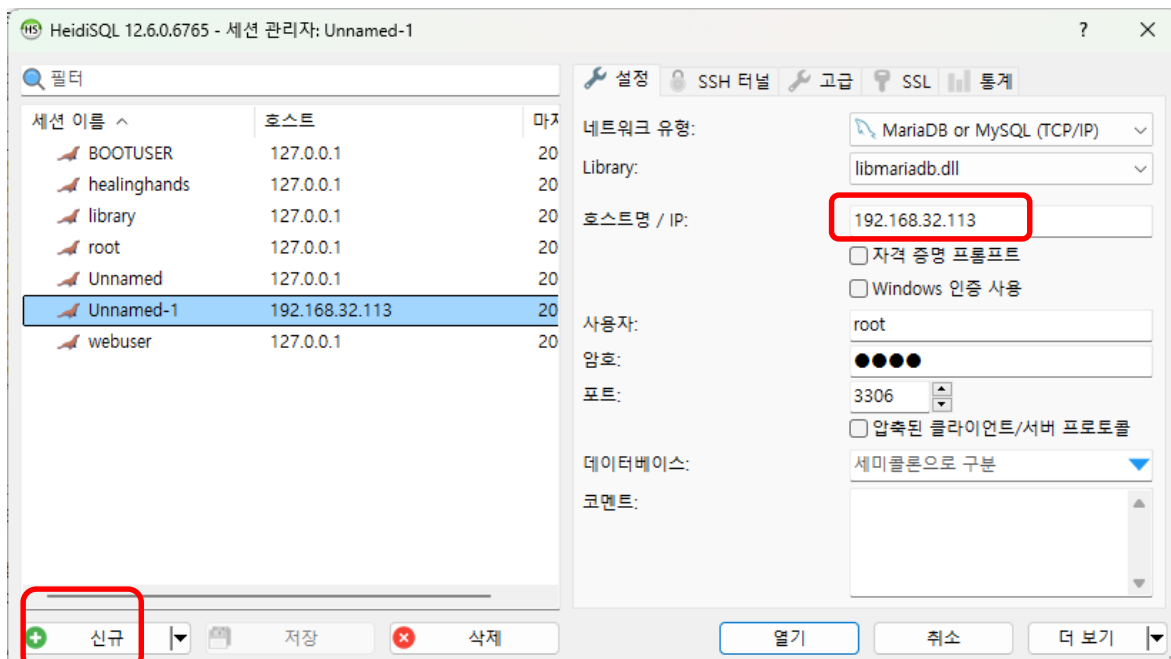 HeidiSQL 12.6.0.6765 - 세션 관리자: Unnamed-1
필터
세션 이름 호스트 마지
BOOTUSER 127.0.0.1 20
healinghands 127.0.0.1 20
library 127.0.0.1 20
root 127.0.0.1 20
Unnamed 127.0.0.1 20
Unnamed-1 192.168.32.113 20
webuser 127.0.0.1 20
신규 저장 삭제
설정 SSH 터널 고급 SSL 통계
네트워크 유형: MariaDB or MySQL (TCP/IP)
Library: libmariadb.dll
호스트명 / IP: 192.168.32.113
자격 증명 프롬프트
Windows 인증 사용
사용자: root
암호: ●●●●
포트: 3306
압축된 클라이언트/서버 프로토콜
데이터베이스: 세미콜론으로 구분
코멘트:
열기 취소 더 보기